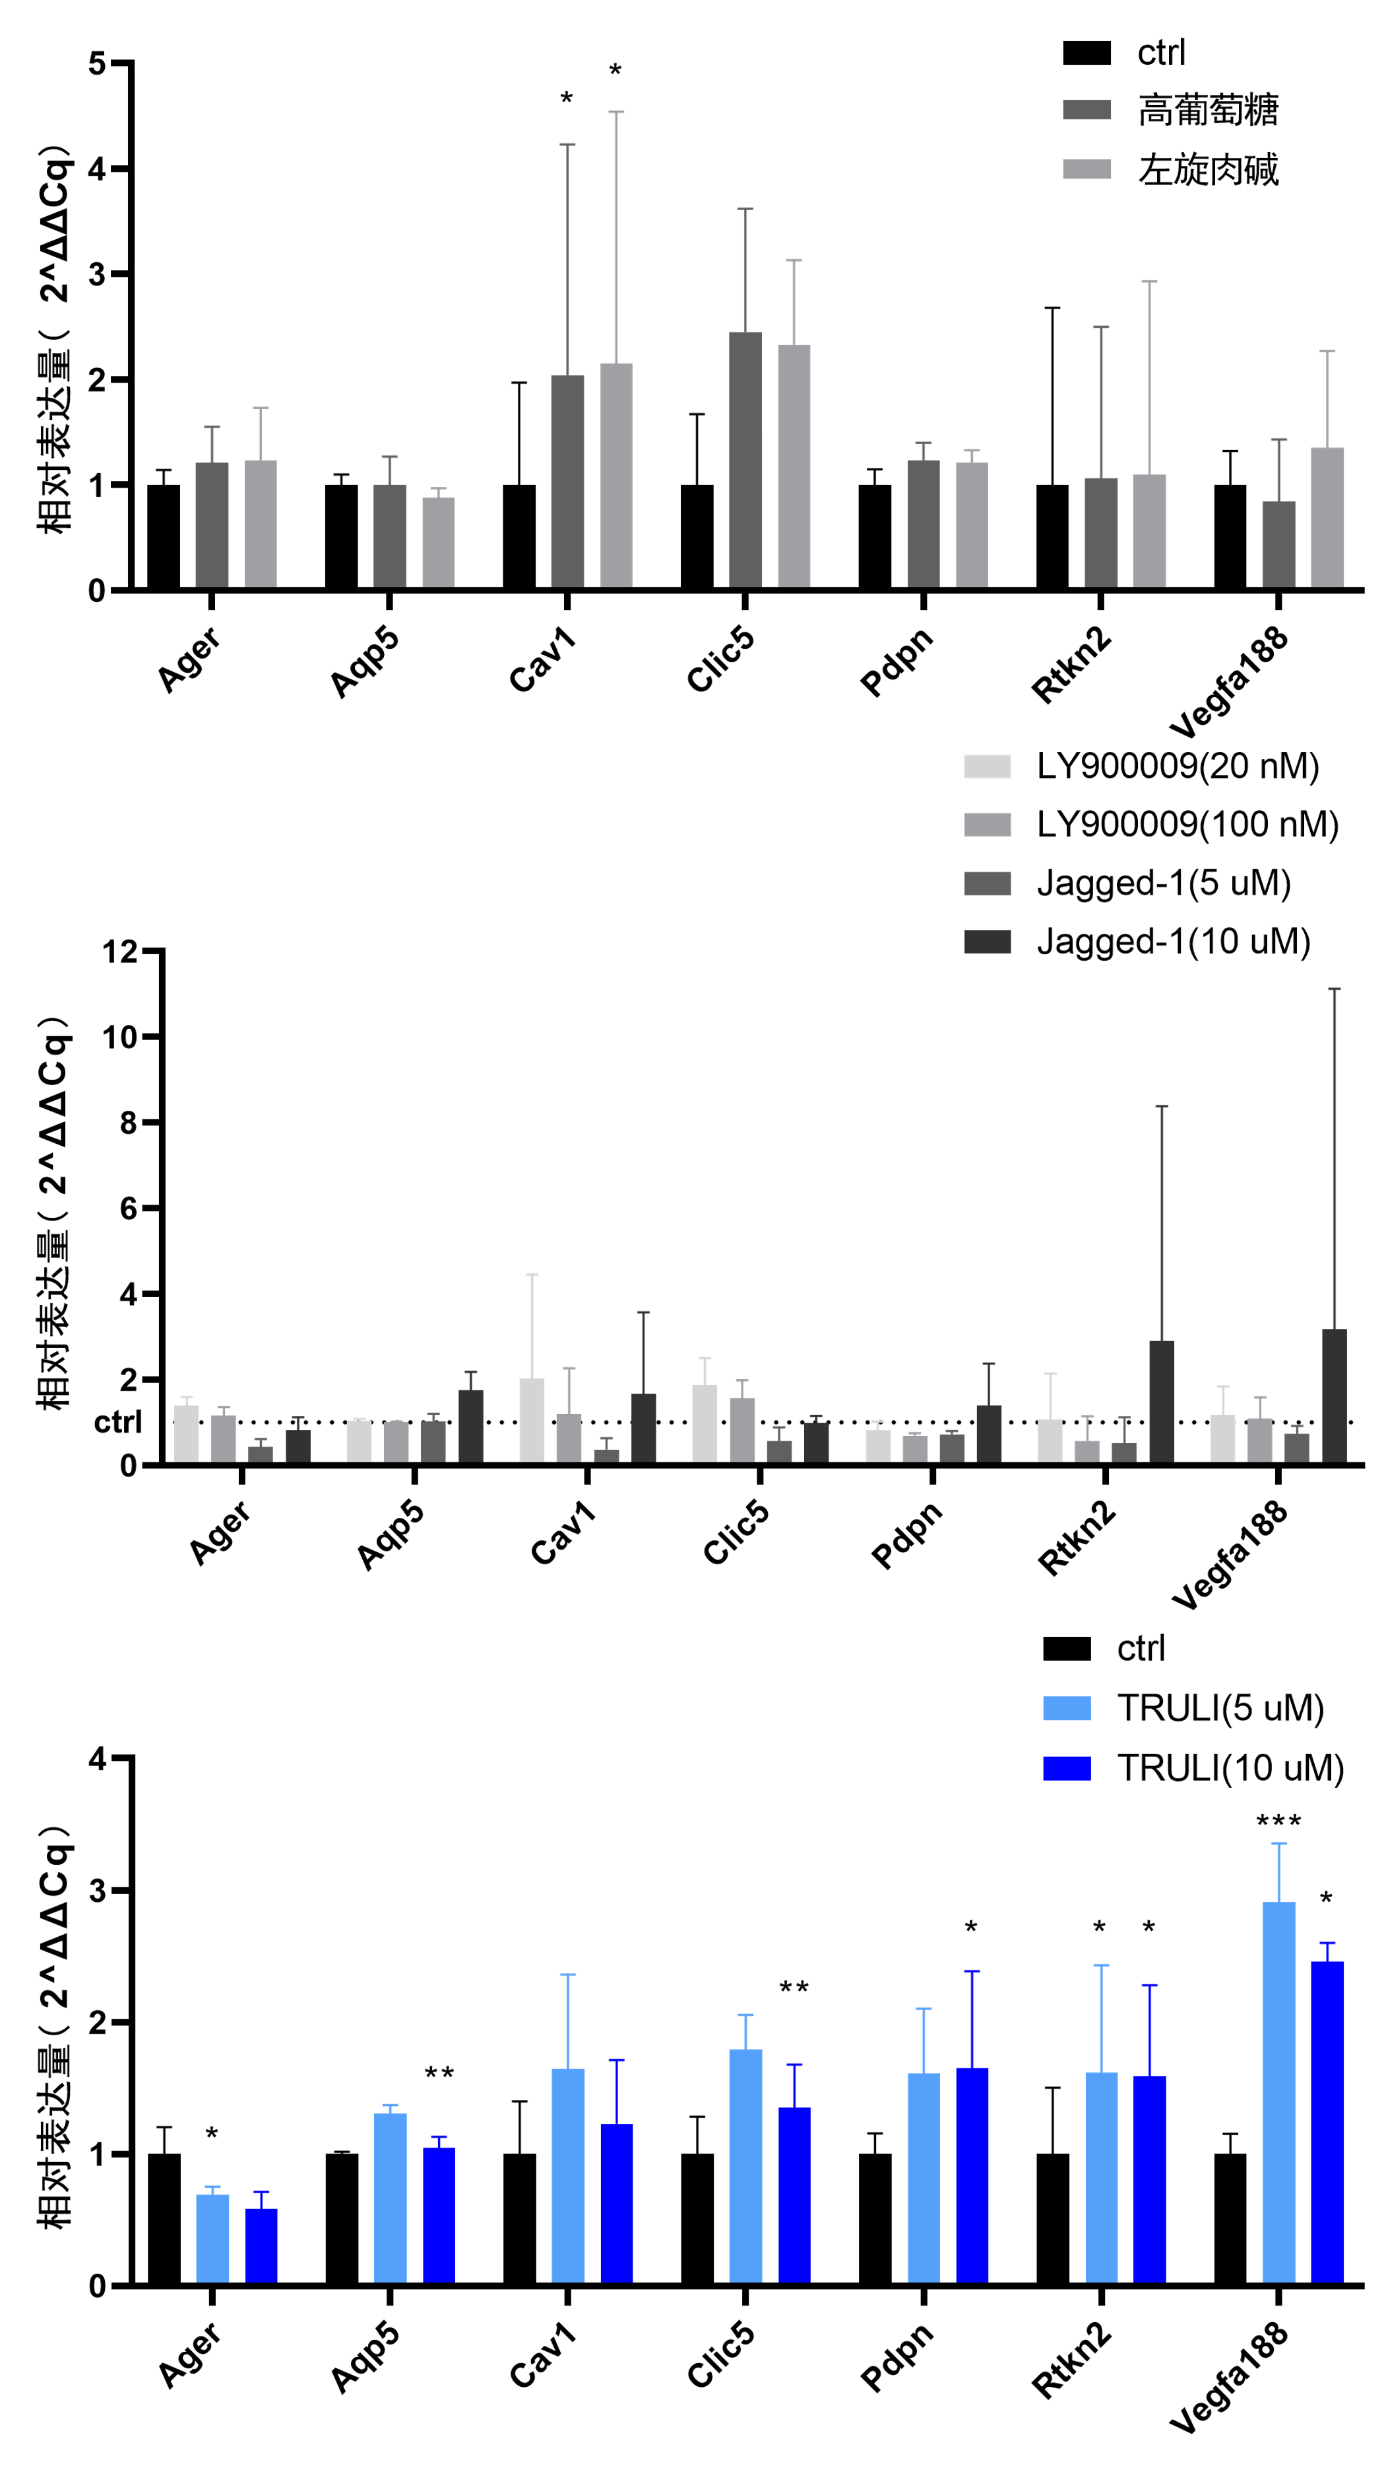 ctrl
高葡萄糖
左旋肉碱
相对表达量( 2^ΔΔCq)
5
4
3
2
1
0
*
*
Ager
Aqp5
Cav1
Clic5
Pdpn
Rtkn2
Vegfa188
LY900009(20 nM)
LY900009(100 nM)
Jagged-1(5 uM)
Jagged-1(10 uM)
相对表达量( 2^ΔΔCq)
12
10
8
6
4
2
ctrl
0
Ager
Aqp5
Cav1
Clic5
Pdpn
Rtkn2
Vegfa188
ctrl
TRULI(5 uM)
TRULI(10 uM)
相对表达量( 2^ΔΔCq)
4
3
2
1
0
*
**
**
*
*
*
***
*
Ager
Aqp5
Cav1
Clic5
Pdpn
Rtkn2
Vegfa188